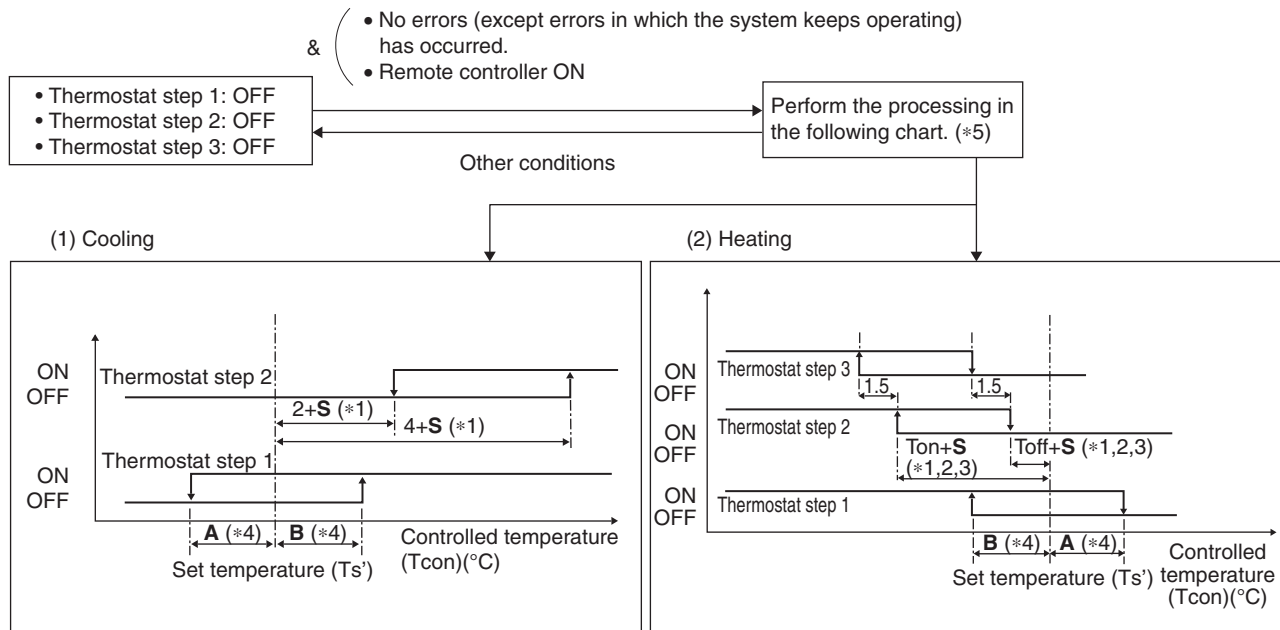 &
• No errors (except errors in which the system keeps operating)
has occurred.
• Remote controller ON
• Thermostat step 1: OFF
• Thermostat step 2: OFF
• Thermostat step 3: OFF
Perform the processing in
the following chart. (*5)
Other conditions
(1) Cooling
ON
OFF
Thermostat step 2
2+S (*1)
4+S (*1)
Thermostat step 1
ON
OFF
A (*4)
B (*4)
Controlled temperature
(Tcon)(°C)
Set temperature (Ts')
(2) Heating
ON
OFF
Thermostat step 3
1.5
1.5
ON
OFF
Thermostat step 2
Ton+S
(*1,2,3)
Toff+S (*1,2,3)
ON
OFF
Thermostat step 1
B (*4)
A (*4)
Set temperature (Ts')
Controlled
temperature
(Tcon)(°C)